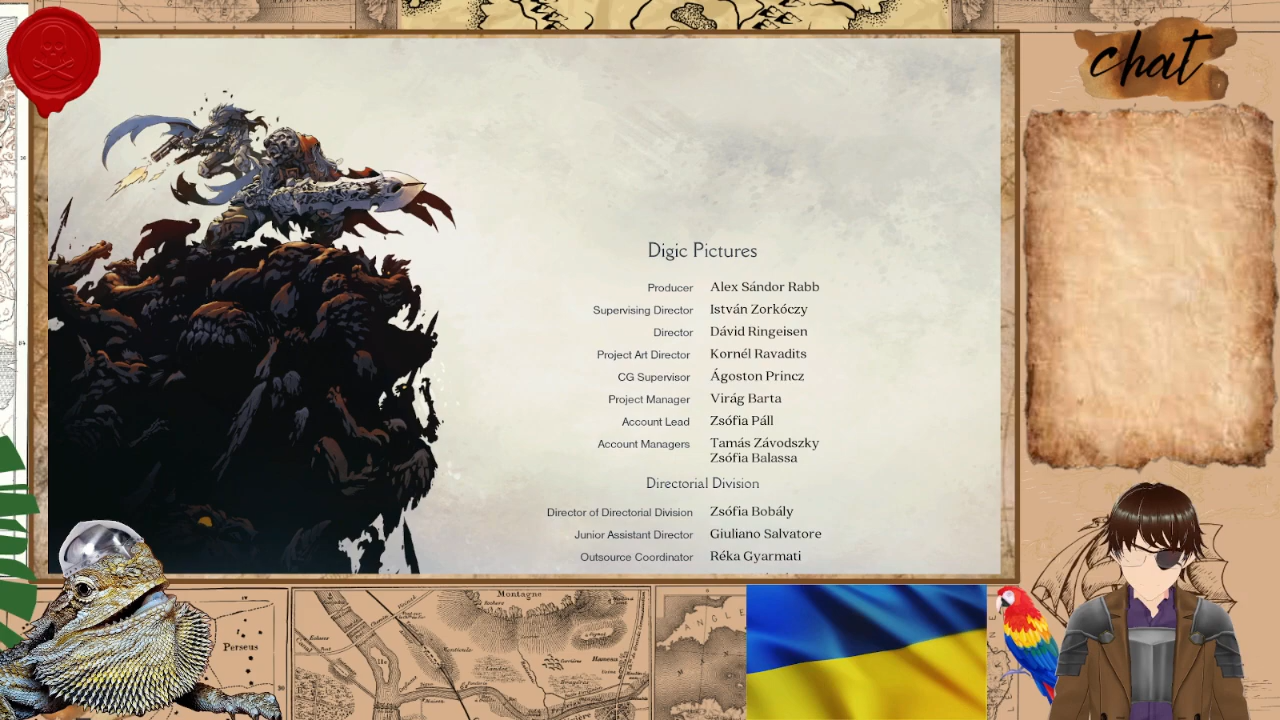 chat
Digic Pictures
Producer Alex Sándor Rabb
Supervising Director István Zorkóczy
Director Dávid Ringeisen
Project Art Director Kornél Ravadits
CG Supervisor Ágoston Princz
Project Manager Virág Barta
Account Lead Zsófia Páll
Account Managers Tamás Závodszky
Zsófia Balassa
Directorial Division
Director of Directorial Division Zsófia Bobály
Junior Assistant Director Giuliano Salvatore
Outsource Coordinator Réka Gyarmati
Montagne
Perseus